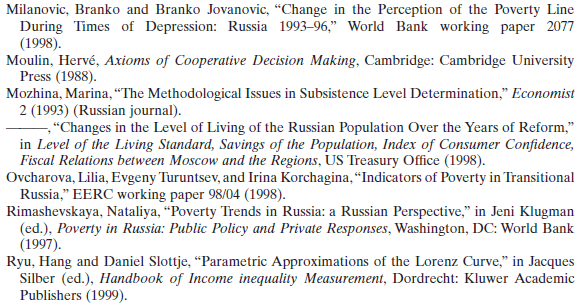 Milanovic, Branko and Branko Jovanovic, “Change in the Perception of the Poverty Line
During Times of Depression: Russia 1993–96,” World Bank working paper 2077
(1998).
Moulin, Hervé, Axioms of Cooperative Decision Making, Cambridge: Cambridge University
Press (1988).
Mozhina, Marina, “The Methodological Issues in Subsistence Level Determination,” Economist
2 (1993) (Russian journal).
———, “Changes in the Level of Living of the Russian Population Over the Years of Reform,”
in Level of the Living Standard, Savings of the Population, Index of Consumer Confidence,
Fiscal Relations between Moscow and the Regions, US Treasury Office (1998).
Ovcharova, Lilia, Evgeny Turuntsev, and Irina Korchagina, “Indicators of Poverty in Transitional
Russia,” EERC working paper 98/04 (1998).
Rimashevskaya, Nataliya, “Poverty Trends in Russia: a Russian Perspective,” in Jeni Klugman
(ed.), Poverty in Russia: Public Policy and Private Responses, Washington, DC: World Bank
(1997).
Ryu, Hang and Daniel Slottje, “Parametric Approximations of the Lorenz Curve,” in Jacques
Silber (ed.), Handbook of Income inequality Measurement, Dordrecht: Kluwer Academic
Publishers (1999).